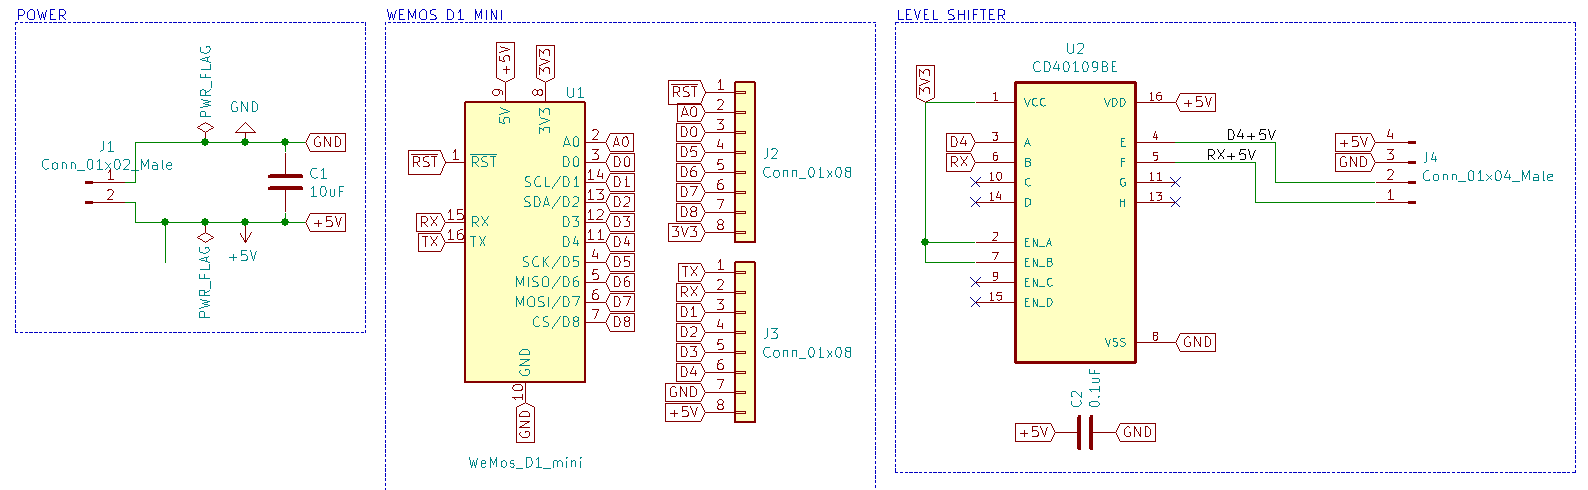 POWER
PWR_FLAG
GND
GND
J1
Conn_01x02_Male
1
2
C1
10uF
+5V
+5V
PWR_FLAG
WEMOS D1 MINI
+5V
3V3
9
8
U1
5V
3V3
RST
1
RST
RX
15
RX
TX
16
TX
A0
2
A0
D0
3
D0
SCL/D1
14
D1
SDA/D2
13
D2
D3
12
D3
D4
11
D4
SCK/D5
4
D5
MISO/D6
5
D6
MOSI/D7
6
D7
CS/D8
7
D8
GND
10
GND
WeMos_D1_mini
RST
1
A0
2
D0
3
D5
4
D6
5
D7
6
D8
7
3V3
8
J2
Conn_01x08
TX
1
RX
2
D1
3
D2
4
D3
5
D4
6
GND
7
+5V
8
J3
Conn_01x08
LEVEL SHIFTER
U2
CD40109BE
3V3
1
VCC
VDD
16
+5V
D4
3
A
E
4
D4+5V
RX
6
B
F
5
RX+5V
10
C
G
11
14
D
H
13
2
EN_A
7
EN_B
9
EN_C
15
EN_D
VSS
8
GND
+5V
4
GND
3
2
1
J4
Conn_01x04_Male
C2
0.1uF
+5V
GND